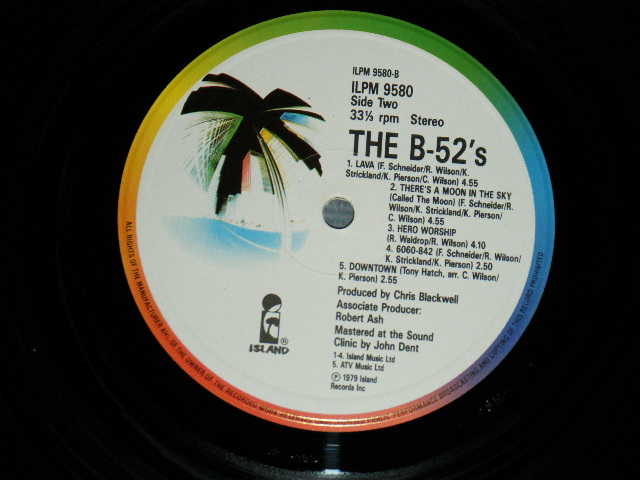 ILPM 9580-B
ILPM 9580
Side Two
33⅓ rpm Stereo
THE B-52's
1. LAVA (F. Schneider/R. Wilson/K.
Strickland/K. Pierson/C. Wilson) 4.55
2. THERE'S A MOON IN THE SKY
(Called The Moon) (F. Schneider/R.
Wilson/K. Strickland/K. Pierson/
C. Wilson) 4.55
3. HERO WORSHIP
(R. Waldrop/R. Wilson) 4.10
4. 6060-842 (F. Schneider/R. Wilson/
K. Strickland/K. Pierson) 2.50
5. DOWNTOWN (Tony Hatch, arr. C. Wilson/
K. Pierson) 2.55
Produced by Chris Blackwell
Associate Producer:
Robert Ash
Mastered at the Sound
Clinic by John Dent
1-4. Island Music Ltd
5. ATV Music Ltd
℗ 1979 Island
Records Inc
ISLAND®
ALL RIGHTS OF THE MANUFACTURER AND OF THE OWNER OF THE RECORDED WORK RESERVED PUBLIC PERFORMANCE BROADCASTING AND COPYING OF THIS RECORD PROHIBITED